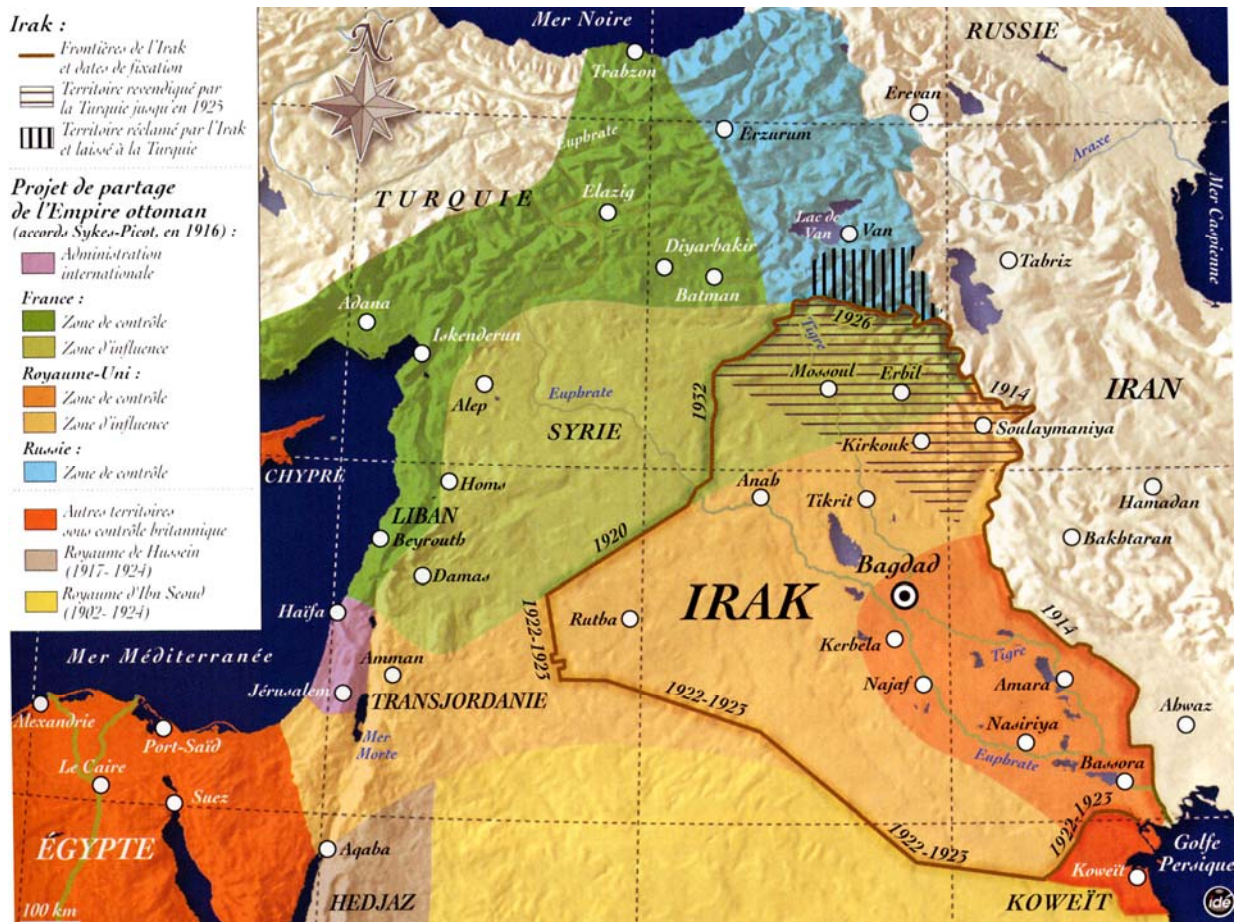 Irak :
Frontières de l'Irak
et dates de fixation
Territoire revendiqué par
la Turquie jusqu'en 1925
Territoire réclamé par l'Irak
et laissé à la Turquie
Projet de partage
de l'Empire ottoman
(accords Sykes-Picot, en 1916) :
Administration
internationale
France :
Zone de contrôle
Zone d'influence
Royaume-Uni :
Zone de contrôle
Zone d'influence
Russie :
Zone de contrôle
Autres territoires
sous contrôle britannique
Royaume de Hussein
(1917-1924)
Royaume d'Ibn Seoud
(1902-1924)
N
Mer Noire
RUSSIE
Trabzon
Erevan
Erzurum
Euphrate
Araxe
Mer Caspienne
TURQUIE
Elazig
Lac de
Van
Van
Diyarbakir
Batman
Tabriz
Adana
Iskenderun
1926
Tigre
Mossoul
Erbil
1914
IRAN
Alep
Euphrate
1932
SYRIE
Soulaymaniya
Kirkouk
CHYPRE
Homs
Anah
Tikrit
Hamadan
LIBAN
Beyrouth
1920
Bakhtaran
Damas
Bagdad
IRAK
Haïfa
1922-1923
Rutba
Kerbela
1914
Tigre
Mer Méditerranée
Amman
Jérusalem
TRANSJORDANIE
Najaf
Amara
1922-1923
Alexandrie
Port-Saïd
Mer
Morte
Nasiriya
Ahwaz
Euphrate
Bassora
Le Caire
Suez
1922-1923
1922-1923
ÉGYPTE
Aqaba
Golfe
Persique
Koweït
HEDJAZ
KOWEÏT
100 km
idé